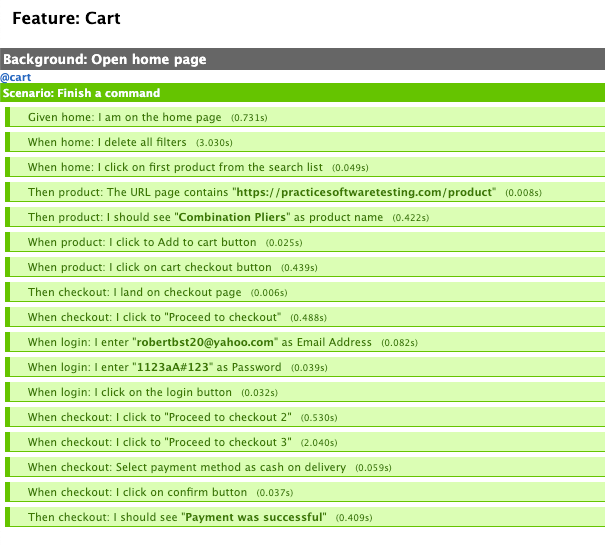 Feature: Cart
Background: Open home page
@cart
Scenario: Finish a command
Given home: I am on the home page (0.731s)
When home: I delete all filters (3.030s)
When home: I click on first product from the search list (0.049s)
Then product: The URL page contains "https://practicesoftwaretesting.com/product" (0.008s)
Then product: I should see "Combination Pliers" as product name (0.422s)
When product: I click to Add to cart button (0.025s)
When product: I click on cart checkout button (0.439s)
Then checkout: I land on checkout page (0.006s)
When checkout: I click to "Proceed to checkout" (0.488s)
When login: I enter "robertbst20@yahoo.com" as Email Address (0.082s)
When login: I enter "1123aA#123" as Password (0.039s)
When login: I click on the login button (0.032s)
When checkout: I click to "Proceed to checkout 2" (0.530s)
When checkout: I click to "Proceed to checkout 3" (2.040s)
When checkout: Select payment method as cash on delivery (0.059s)
When checkout: I click on confirm button (0.037s)
Then checkout: I should see "Payment was successful" (0.409s)